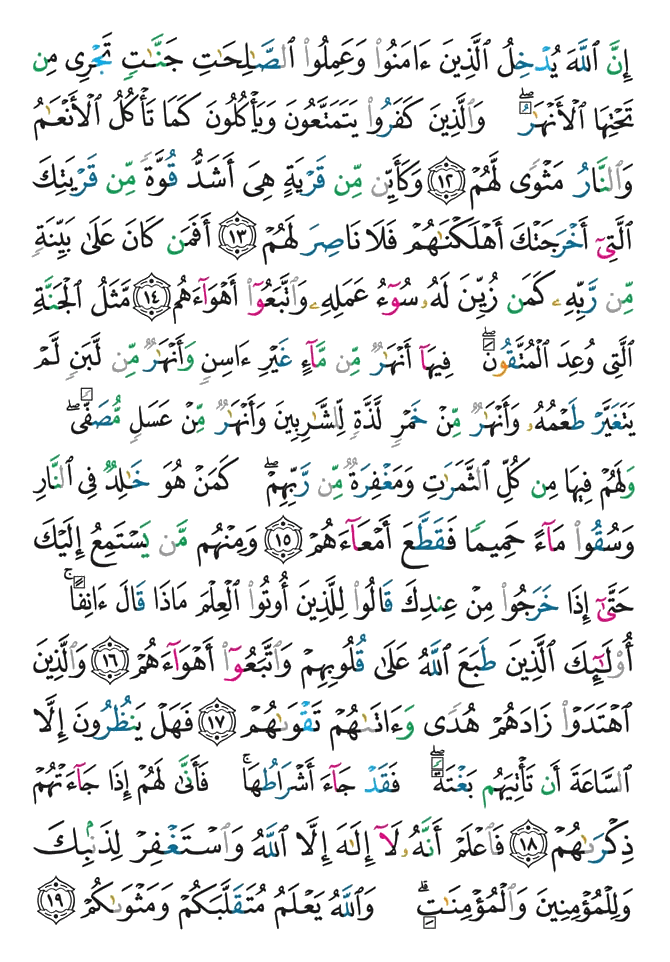 إِنَّ ٱللَّهَ يُدْخِلُ ٱلَّذِينَ ءَامَنُوا۟ وَعَمِلُوا۟ ٱلصَّـٰلِحَـٰتِ جَنَّـٰتٍ تَجْرِى مِن
تَحْتِهَا ٱلْأَنْهَـٰرُ ۖ وَٱلَّذِينَ كَفَرُوا۟ يَتَمَتَّعُونَ وَيَأْكُلُونَ كَمَا تَأْكُلُ ٱلْأَنْعَـٰمُ
وَٱلنَّارُ مَثْوًى لَّهُمْ ١٢ وَكَأَيِّن مِّن قَرْيَةٍ هِىَ أَشَدُّ قُوَّةً مِّن قَرْيَتِكَ
ٱلَّتِىٓ أَخْرَجَتْكَ أَهْلَكْنَـٰهُمْ فَلَا نَاصِرَ لَهُمْ ١٣ أَفَمَن كَانَ عَلَىٰ بَيِّنَةٍ
مِّن رَّبِّهِۦ كَمَن زُيِّنَ لَهُۥ سُوٓءُ عَمَلِهِۦ وَٱتَّبَعُوٓا۟ أَهْوَآءَهُم ١٤ مَّثَلُ ٱلْجَنَّةِ
ٱلَّتِى وُعِدَ ٱلْمُتَّقُونَ ۖ فِيهَآ أَنْهَـٰرٌ مِّن مَّآءٍ غَيْرِ ءَاسِنٍ وَأَنْهَـٰرٌ مِّن لَّبَنٍ لَّمْ
يَتَغَيَّرْ طَعْمُهُۥ وَأَنْهَـٰرٌ مِّنْ خَمْرٍ لَّذَّةٍ لِّلشَّـٰرِبِينَ وَأَنْهَـٰرٌ مِّنْ عَسَلٍ مُّصَفًّى ۖ
وَلَهُمْ فِيهَا مِن كُلِّ ٱلثَّمَرَٰتِ وَمَغْفِرَةٌ مِّن رَّبِّهِمْ ۖ كَمَنْ هُوَ خَـٰلِدٌ فِى ٱلنَّارِ
وَسُقُوا۟ مَآءً حَمِيمًا فَقَطَّعَ أَمْعَآءَهُمْ ١٥ وَمِنْهُم مَّن يَسْتَمِعُ إِلَيْكَ
حَتَّىٰٓ إِذَا خَرَجُوا۟ مِنْ عِندِكَ قَالُوا۟ لِلَّذِينَ أُوتُوا۟ ٱلْعِلْمَ مَاذَا قَالَ ءَانِفًا ۚ
أُو۟لَـٰٓئِكَ ٱلَّذِينَ طَبَعَ ٱللَّهُ عَلَىٰ قُلُوبِهِمْ وَٱتَّبَعُوٓا۟ أَهْوَآءَهُمْ ١٦ وَٱلَّذِينَ
ٱهْتَدَوْا۟ زَادَهُمْ هُدًى وَءَاتَىٰهُمْ تَقْوَىٰهُمْ ١٧ فَهَلْ يَنظُرُونَ إِلَّا
ٱلسَّاعَةَ أَن تَأْتِيَهُم بَغْتَةً ۖ فَقَدْ جَآءَ أَشْرَاطُهَا ۚ فَأَنَّىٰ لَهُمْ إِذَا جَآءَتْهُمْ
ذِكْرَىٰهُمْ ١٨ فَٱعْلَمْ أَنَّهُۥ لَآ إِلَـٰهَ إِلَّا ٱللَّهُ وَٱسْتَغْفِرْ لِذَنۢبِكَ
وَلِلْمُؤْمِنِينَ وَٱلْمُؤْمِنَـٰتِ ۗ وَٱللَّهُ يَعْلَمُ مُتَقَلَّبَكُمْ وَمَثْوَىٰكُمْ ١٩